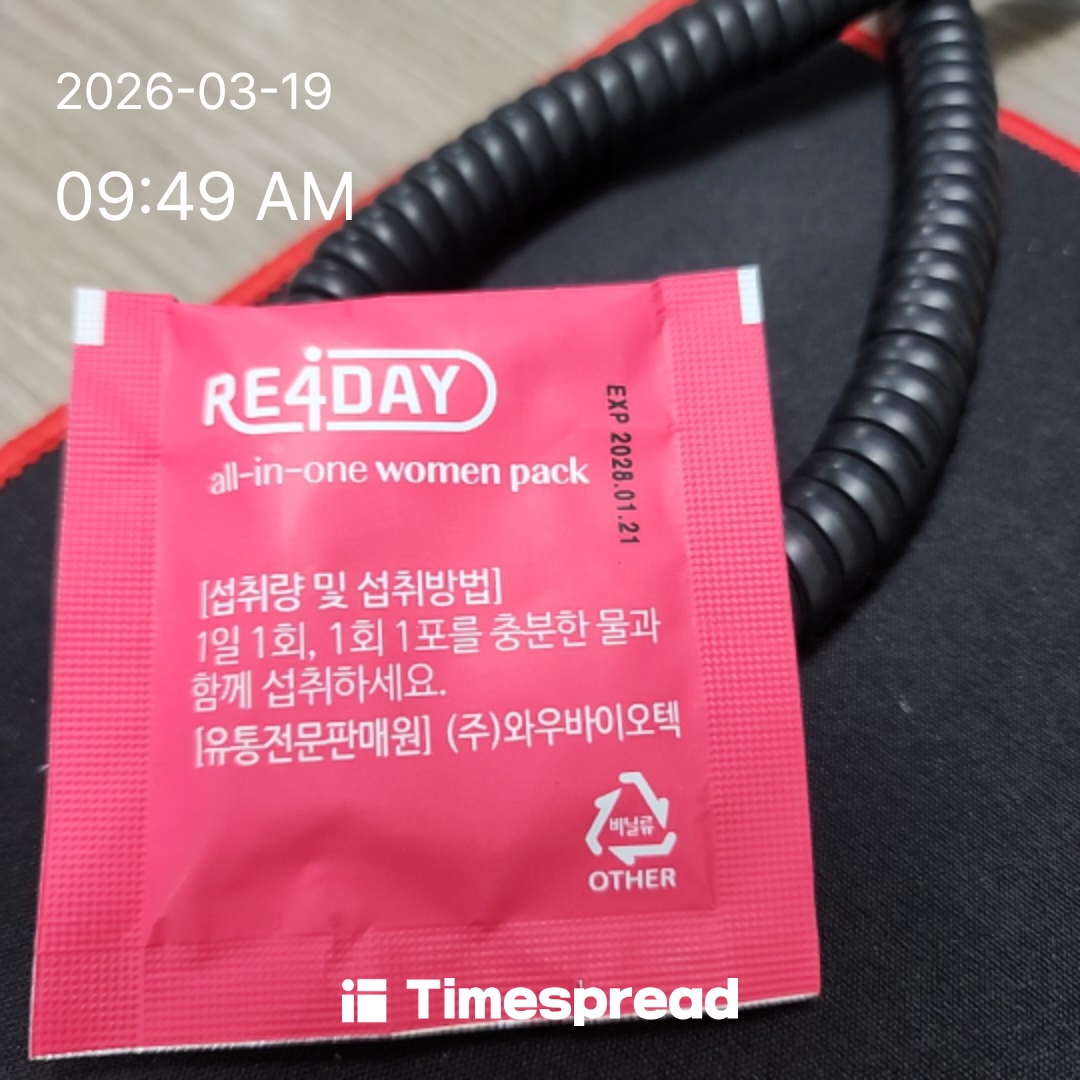 2026-03-19
09:49 AM
RE4DAY
all-in-one women pack
EXP 2028.01.21
[섭취량 및 섭취방법]
1일 1회, 1회 1포를 충분한 물과
함께 섭취하세요.
[유통전문판매원] (주)와우바이오텍
비닐류
OTHER
Timespread